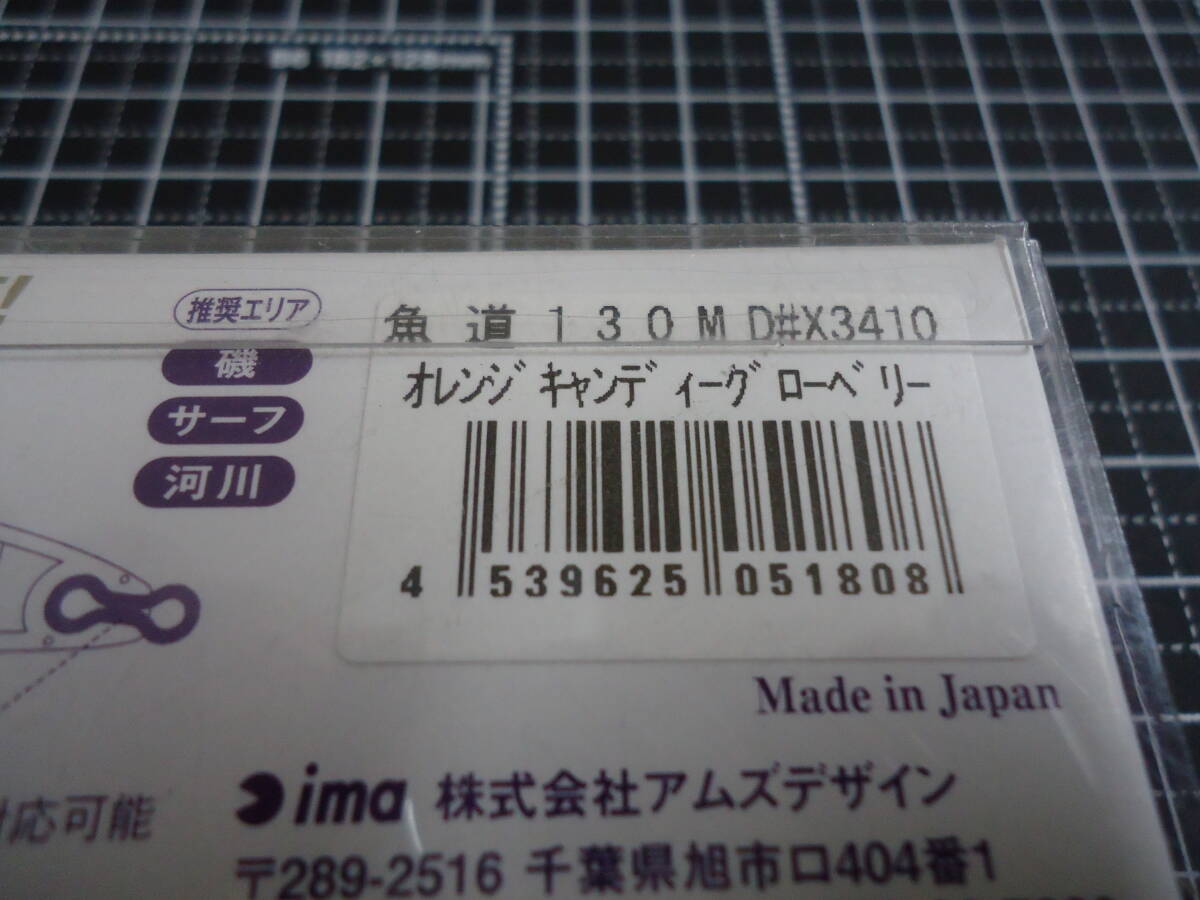 B6 182×128mm
推奨エリア
磯
サーフ
河川
魚道130MD#X3410
オレンジキャンディーグローベリー
4 539625 051808
Made in Japan
対応可能
ima 株式会社アムズデザイン
〒289-2516 千葉県旭市ロ404番1